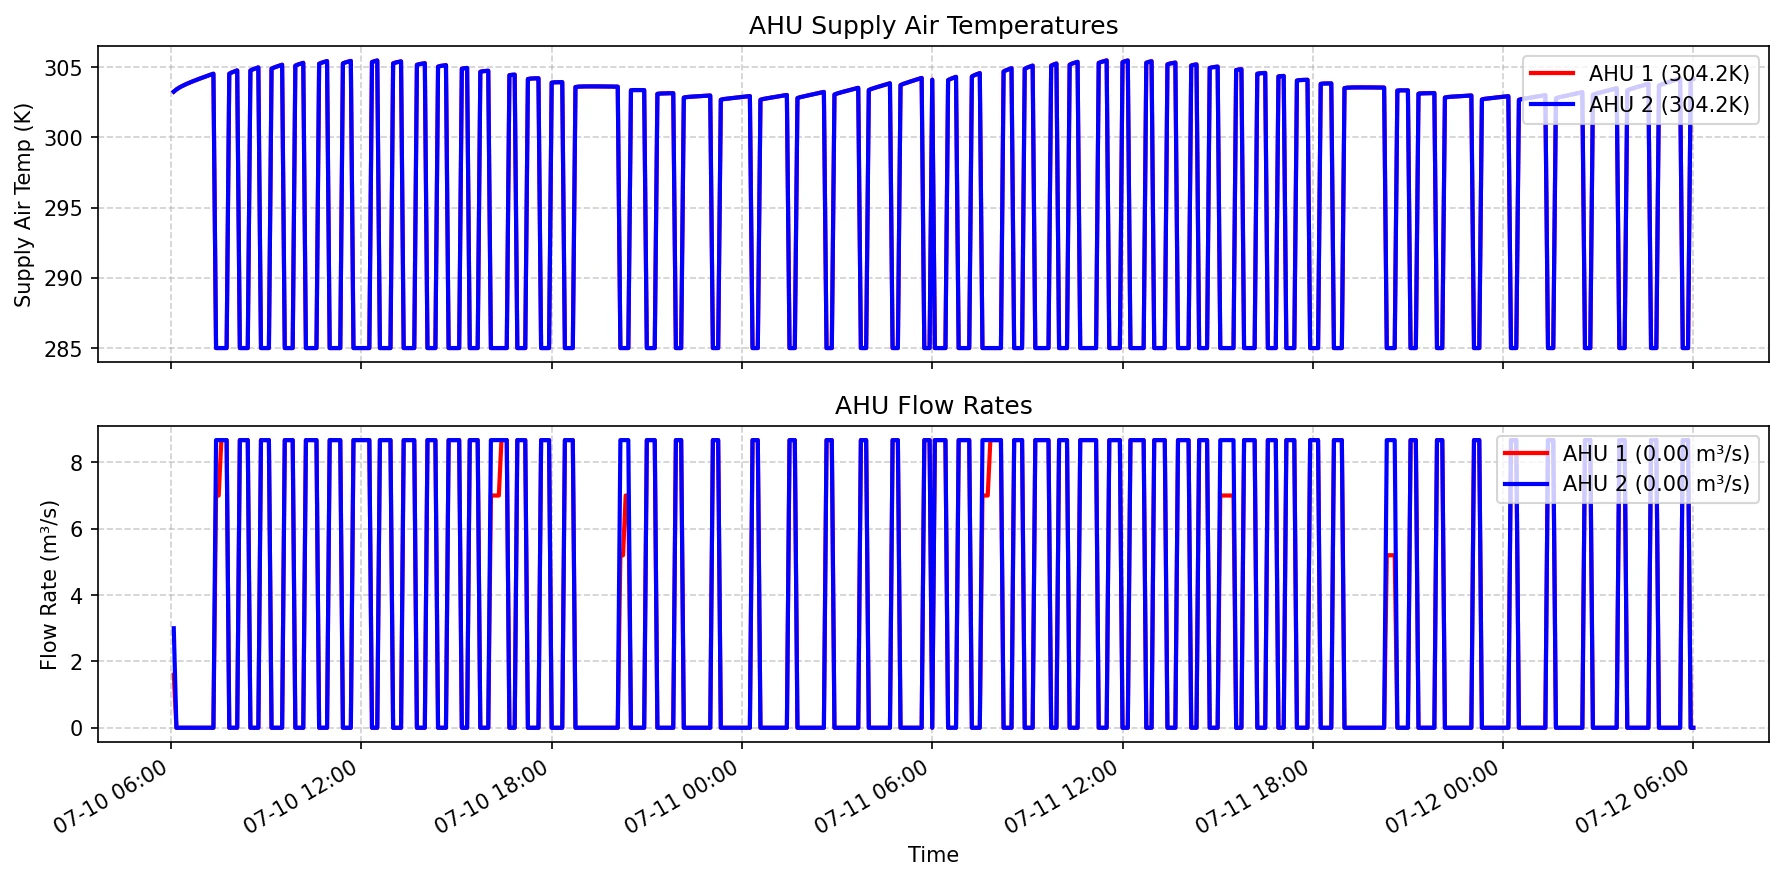 AHU Supply Air Temperatures
Supply Air Temp (K)
305
300
295
290
285
AHU 1 (304.2K)
AHU 2 (304.2K)
AHU Flow Rates
Flow Rate (m³/s)
8
6
4
2
0
AHU 1 (0.00 m³/s)
AHU 2 (0.00 m³/s)
07-10 06:00
07-10 12:00
07-10 18:00
07-11 00:00
07-11 06:00
07-11 12:00
07-11 18:00
07-12 00:00
07-12 06:00
Time